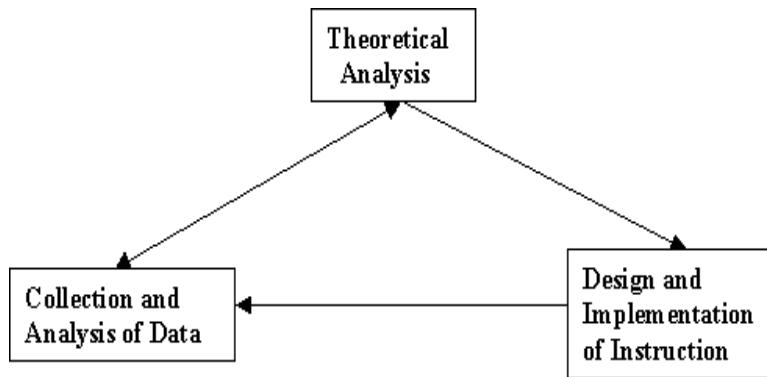 Theoretical
Analysis
Collection and
Analysis of Data
Design and
Implementation
of Instruction